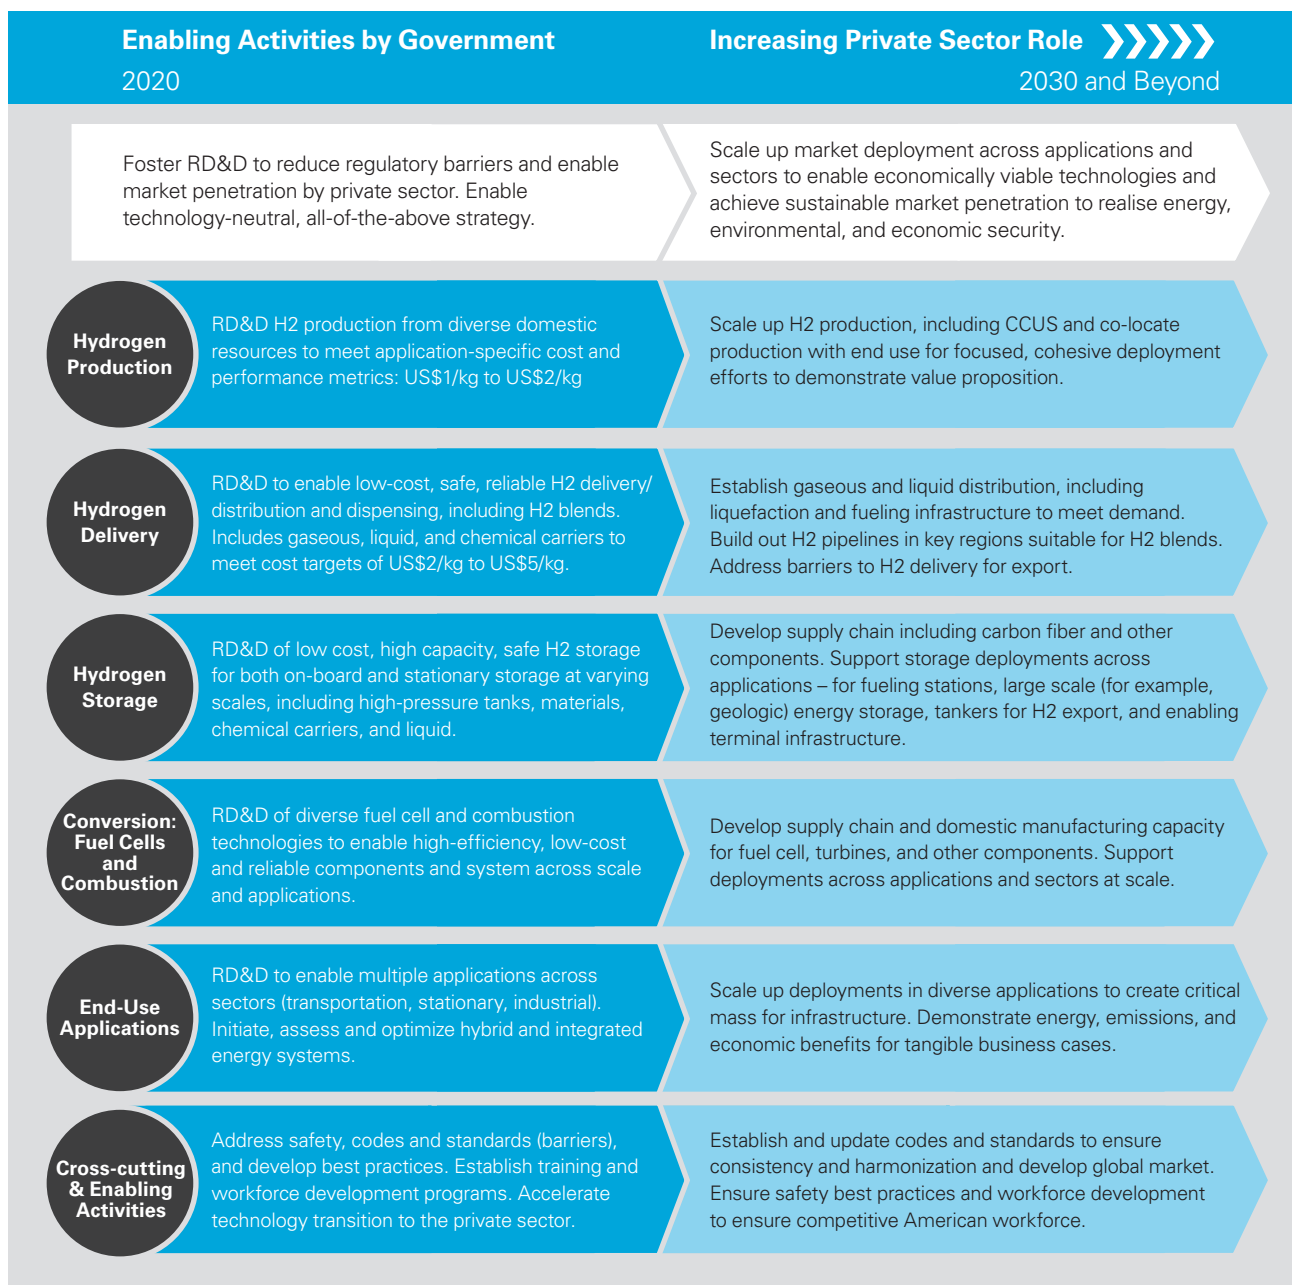 Enabling Activities by Government
2020
Increasing Private Sector Role
2030 and Beyond
Foster RD&D to reduce regulatory barriers and enable
market penetration by private sector. Enable
technology-neutral, all-of-the-above strategy.
Scale up market deployment across applications and
sectors to enable economically viable technologies and
achieve sustainable market penetration to realise energy,
environmental, and economic security.
Hydrogen
Production
RD&D H2 production from diverse domestic
resources to meet application-specific cost and
performance metrics: US$1/kg to US$2/kg
Scale up H2 production, including CCUS and co-locate
production with end use for focused, cohesive deployment
efforts to demonstrate value proposition.
Hydrogen
Delivery
RD&D to enable low-cost, safe, reliable H2 delivery/
distribution and dispensing, including H2 blends.
Includes gaseous, liquid, and chemical carriers to
meet cost targets of US$2/kg to US$5/kg.
Establish gaseous and liquid distribution, including
liquefaction and fueling infrastructure to meet demand.
Build out H2 pipelines in key regions suitable for H2 blends.
Address barriers to H2 delivery for export.
Hydrogen
Storage
RD&D of low cost, high capacity, safe H2 storage
for both on-board and stationary storage at varying
scales, including high-pressure tanks, materials,
chemical carriers, and liquid.
Develop supply chain including carbon fiber and other
components. Support storage deployments across
applications – for fueling stations, large scale (for example,
geologic) energy storage, tankers for H2 export, and enabling
terminal infrastructure.
Conversion:
Fuel Cells
and
Combustion
RD&D of diverse fuel cell and combustion
technologies to enable high-efficiency, low-cost
and reliable components and system across scale
and applications.
Develop supply chain and domestic manufacturing capacity
for fuel cell, turbines, and other components. Support
deployments across applications and sectors at scale.
End-Use
Applications
RD&D to enable multiple applications across
sectors (transportation, stationary, industrial).
Initiate, assess and optimize hybrid and integrated
energy systems.
Scale up deployments in diverse applications to create critical
mass for infrastructure. Demonstrate energy, emissions, and
economic benefits for tangible business cases.
Cross-cutting
& Enabling
Activities
Address safety, codes and standards (barriers),
and develop best practices. Establish training and
workforce development programs. Accelerate
technology transition to the private sector.
Establish and update codes and standards to ensure
consistency and harmonization and develop global market.
Ensure safety best practices and workforce development
to ensure competitive American workforce.